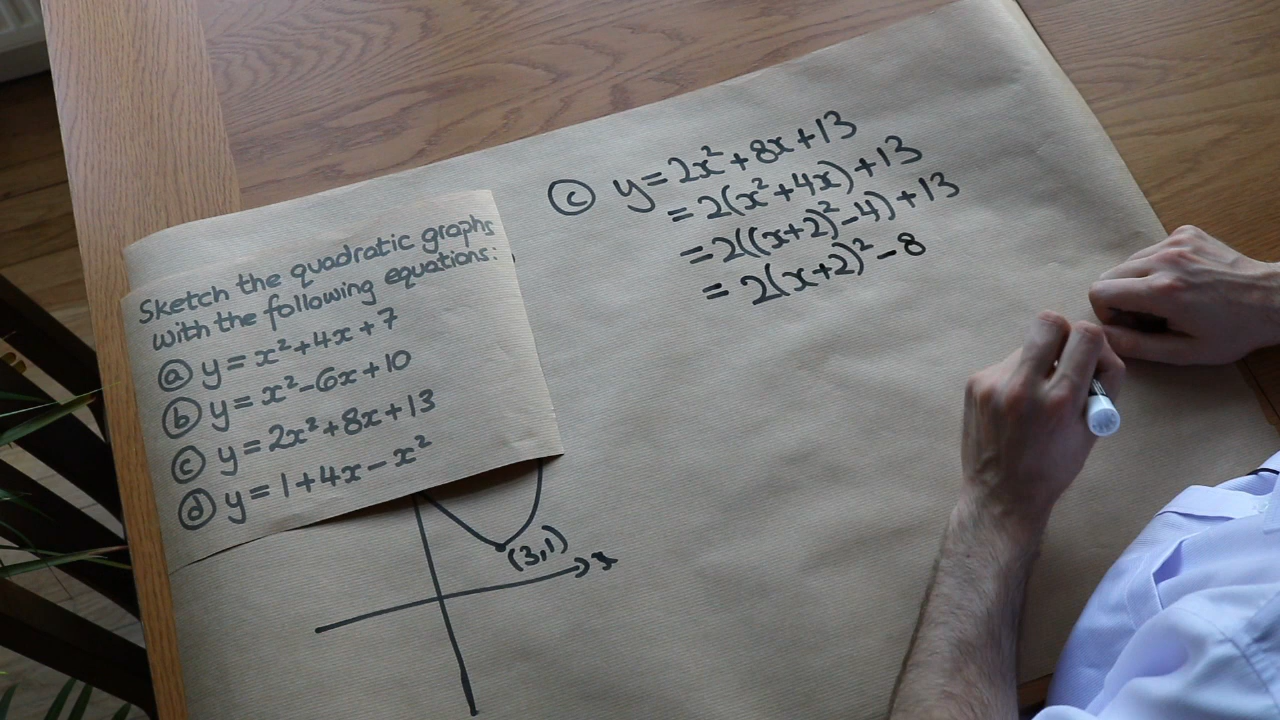 Sketch the quadratic graphs
with the following equations:
ⓐ y = x² + 4x + 7
ⓑ y = x² - 6x + 10
ⓒ y = 2x² + 8x + 13
ⓓ y = 1 + 4x - x²
ⓒ y = 2x² + 8x + 13
= 2(x² + 4x) + 13
= 2((x+2)² - 4) + 13
= 2(x+2)² - 8
(3,1)
x